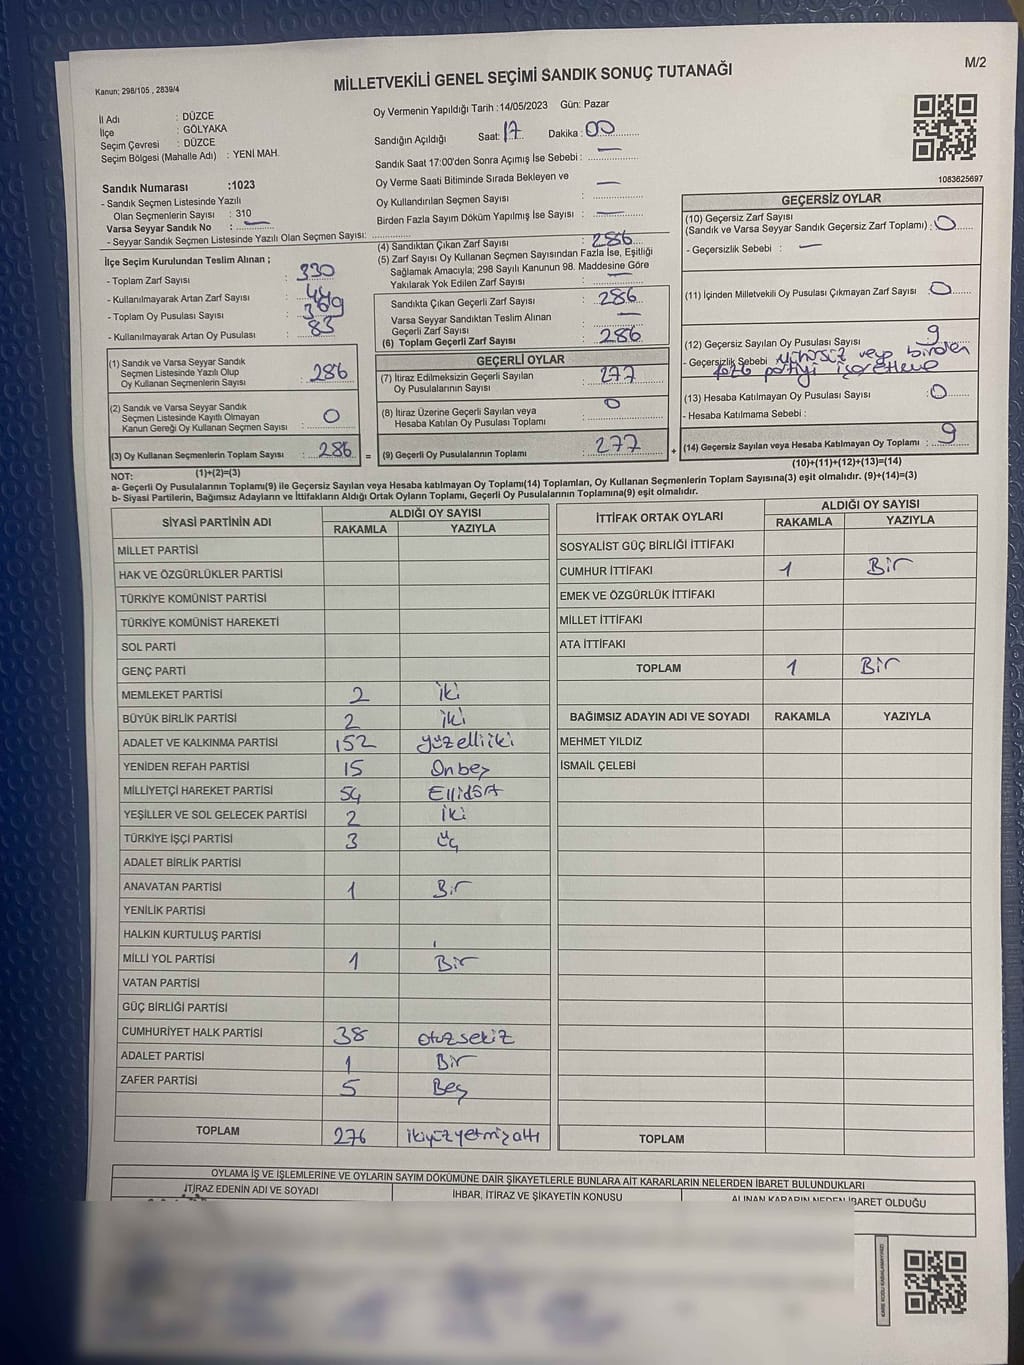 M/2
MİLLETVEKİLİ GENEL SEÇİMİ SANDIK SONUÇ TUTANAĞI
Kanun: 298/105 , 2839/4
İl Adı : DÜZCE
İlçe : GÖLYAKA
Seçim Çevresi : DÜZCE
Seçim Bölgesi (Mahalle Adı) : YENİ MAH.
Oy Vermenin Yapıldığı Tarih :14/05/2023 Gün: Pazar
Sandığın Açıldığı Saat: 17 Dakika : 00
Sandık Saat 17:00'den Sonra Açımış İse Sebebi : —
Oy Verme Saati Bitiminde Sırada Bekleyen ve
Oy Kullandırılan Seçmen Sayısı : —
Birden Fazla Sayım Döküm Yapılmış İse Sayısı : —
1083625697
Sandık Numarası :1023
- Sandık Seçmen Listesinde Yazılı
Olan Seçmenlerin Sayısı : 310
Varsa Seyyar Sandık No : —
- Seyyar Sandık Seçmen Listesinde Yazılı Olan Seçmen Sayısı:
İlçe Seçim Kurulundan Teslim Alınan ;
- Toplam Zarf Sayısı : 330
- Kullanılmayarak Artan Zarf Sayısı :
- Toplam Oy Pusulası Sayısı :
- Kullanılmayarak Artan Oy Pusulası : 83
(1) Sandık ve Varsa Seyyar Sandık
Seçmen Listesinde Yazılı Olup
Oy Kullanan Seçmenlerin Sayısı : 286
(2) Sandık ve Varsa Seyyar Sandık
Seçmen Listesinde Kayıtlı Olmayan
Kanun Gereği Oy Kullanan Seçmen Sayısı : 0
(3) Oy Kullanan Seçmenlerin Toplam Sayısı : 286 =
(4) Sandıktan Çıkan Zarf Sayısı : 286
(5) Zarf Sayısı Oy Kullanan Seçmen Sayısından Fazla İse, Eşitliği
Sağlamak Amacıyla; 298 Sayılı Kanunun 98. Maddesine Göre
Yakılarak Yok Edilen Zarf Sayısı : —
Sandıkta Çıkan Geçerli Zarf Sayısı : 286
Varsa Seyyar Sandıktan Teslim Alınan
Geçerli Zarf Sayısı : —
(6) Toplam Geçerli Zarf Sayısı : 286
GEÇERLİ OYLAR
(7) İtiraz Edilmeksizin Geçerli Sayılan
Oy Pusulalarının Sayısı : 277
(8) İtiraz Üzerine Geçerli Sayılan veya
Hesaba Katılan Oy Pusulası Toplamı : 0
(9) Geçerli Oy Pusulalarının Toplamı : 277 +
GEÇERSİZ OYLAR
(10) Geçersiz Zarf Sayısı
(Sandık ve Varsa Seyyar Sandık Geçersiz Zarf Toplamı) : 0
- Geçersizlik Sebebi : —
(11) İçinden Milletvekili Oy Pusulası Çıkmayan Zarf Sayısı : 0
(12) Geçersiz Sayılan Oy Pusulası Sayısı : 9
- Geçersizlik Sebebi : Mühürsüz veya birden
fazla partiyi işaretleme
(13) Hesaba Katılmayan Oy Pusulası Sayısı : 0
- Hesaba Katılmama Sebebi :
(14) Geçersiz Sayılan veya Hesaba Katılmayan Oy Toplamı : 9
(10)+(11)+(12)+(13)=(14)
NOT: (1)+(2)=(3)
a- Geçerli Oy Pusulasının Toplamı(9) ile Geçersiz Sayılan veya Hesaba katılmayan Oy Toplamı(14) Toplamları, Oy Kullanan Seçmenlerin Toplam Sayısına(3) eşit olmalıdır. (9)+(14)=(3)
b- Siyasi Partilerin, Bağımsız Adayların ve İttifakların Aldığı Ortak Oyların Toplamı, Geçerli Oy Pusulalarının Toplamına(9) eşit olmalıdır.
SİYASİ PARTİNİN ADI ALDIĞI OY SAYISI
RAKAMLA YAZIYLA
MİLLET PARTİSİ
HAK VE ÖZGÜRLÜKLER PARTİSİ
TÜRKİYE KOMÜNİST PARTİSİ
TÜRKİYE KOMÜNİST HAREKETİ
SOL PARTİ
GENÇ PARTİ
MEMLEKET PARTİSİ 2 iki
BÜYÜK BİRLİK PARTİSİ 2 iki
ADALET VE KALKINMA PARTİSİ 152 yüzelliiki
YENİDEN REFAH PARTİSİ 15 Onbeş
MİLLİYETÇİ HAREKET PARTİSİ 54 Ellidört
YEŞİLLER VE SOL GELECEK PARTİSİ 2 iki
TÜRKİYE İŞÇİ PARTİSİ 3 üç
ADALET BİRLİK PARTİSİ
ANAVATAN PARTİSİ 1 Bir
YENİLİK PARTİSİ
HALKIN KURTULUŞ PARTİSİ
MİLLİ YOL PARTİSİ 1 Bir
VATAN PARTİSİ
GÜÇ BİRLİĞİ PARTİSİ
CUMHURİYET HALK PARTİSİ 38 otuzsekiz
ADALET PARTİSİ 1 Bir
ZAFER PARTİSİ 5 Beş
TOPLAM 276 ikiyüzyetmişaltı
İTTİFAK ORTAK OYLARI ALDIĞI OY SAYISI
RAKAMLA YAZIYLA
SOSYALİST GÜÇ BİRLİĞİ İTTİFAKI
CUMHUR İTTİFAKI 1 Bir
EMEK VE ÖZGÜRLÜK İTTİFAKI
MİLLET İTTİFAKI
ATA İTTİFAKI
TOPLAM 1 Bir
BAĞIMSIZ ADAYIN ADI VE SOYADI RAKAMLA YAZIYLA
MEHMET YILDIZ
İSMAİL ÇELEBİ
TOPLAM
OYLAMA İŞ VE İŞLEMLERİNE VE OYLARIN SAYIM DÖKÜMÜNE DAİR ŞİKAYETLERLE BUNLARA AİT KARARLARIN NELERDEN İBARET BULUNDUKLARI
İTİRAZ EDENİN ADI VE SOYADI İHBAR, İTİRAZ VE ŞİKAYETİN KONUSU ALINAN KARARIN NEDEN İBARET OLDUĞU